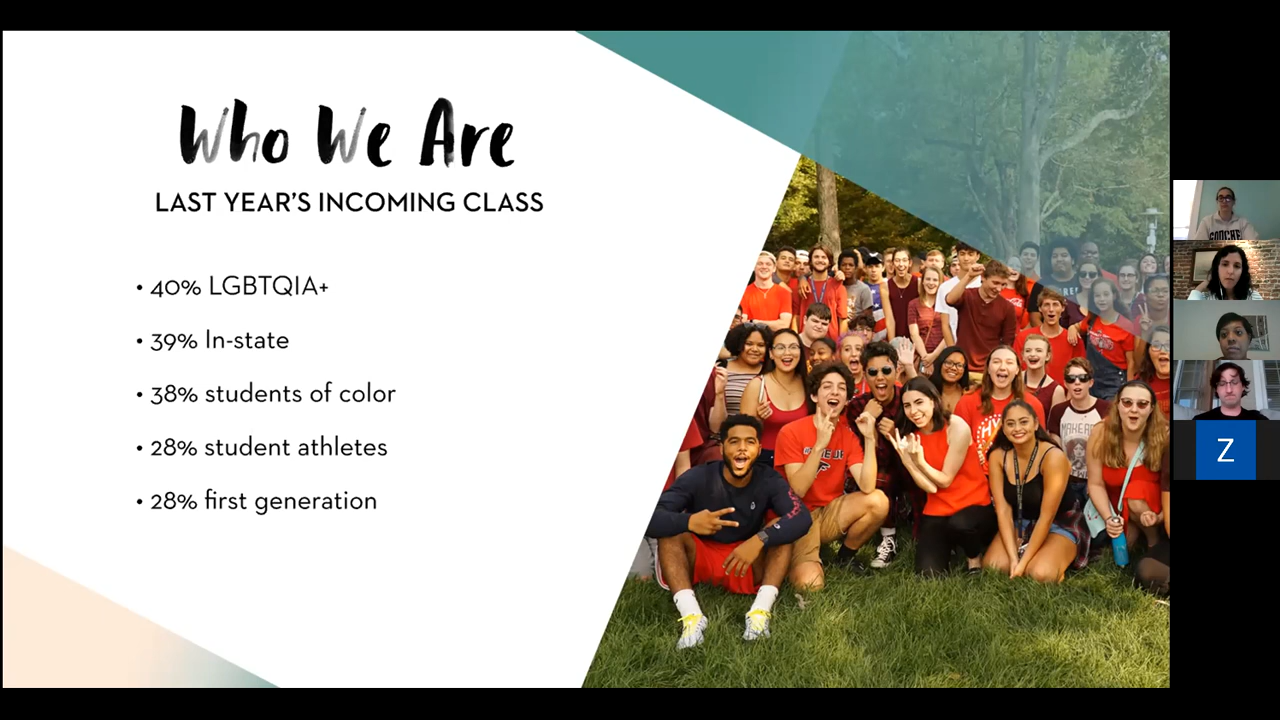 Who We Are
LAST YEAR'S INCOMING CLASS
• 40% LGBTQIA+
• 39% In-state
• 38% students of color
• 28% student athletes
• 28% first generation
Z